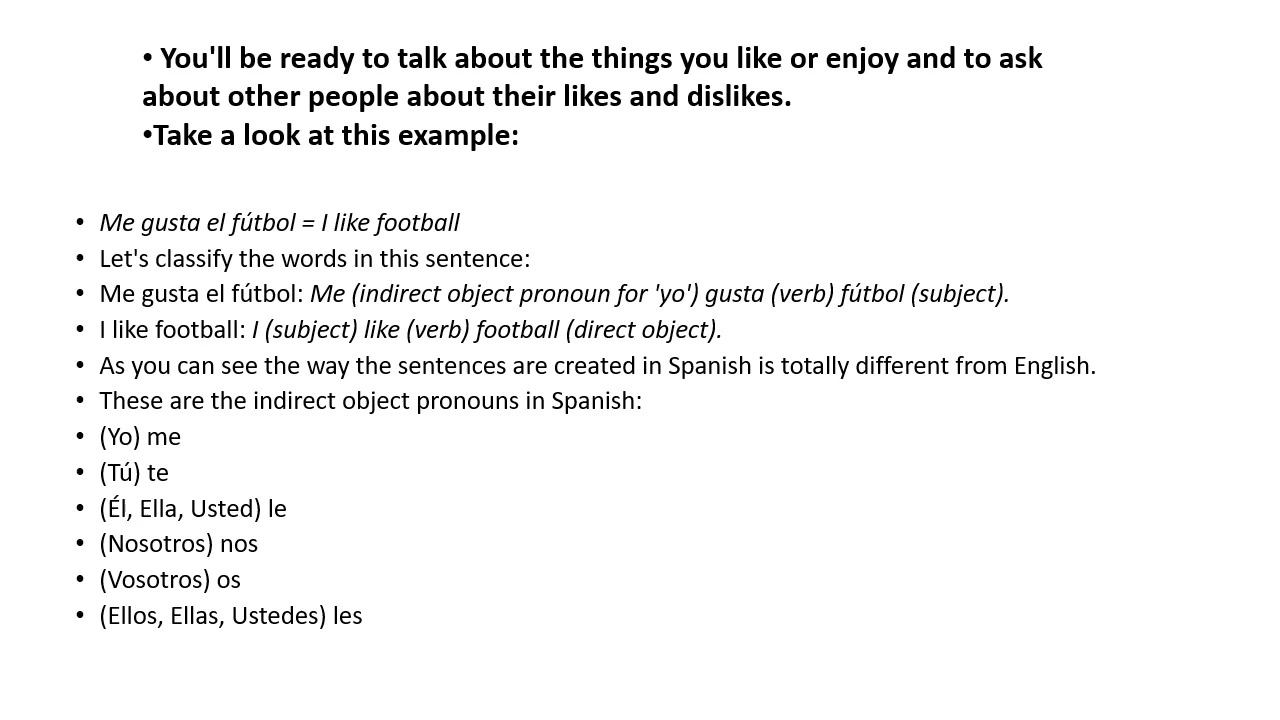 • You'll be ready to talk about the things you like or enjoy and to ask
about other people about their likes and dislikes.
•Take a look at this example:
• Me gusta el fútbol = I like football
• Let's classify the words in this sentence:
• Me gusta el fútbol: Me (indirect object pronoun for 'yo') gusta (verb) fútbol (subject).
• I like football: I (subject) like (verb) football (direct object).
• As you can see the way the sentences are created in Spanish is totally different from English.
• These are the indirect object pronouns in Spanish:
• (Yo) me
• (Tú) te
• (Él, Ella, Usted) le
• (Nosotros) nos
• (Vosotros) os
• (Ellos, Ellas, Ustedes) les